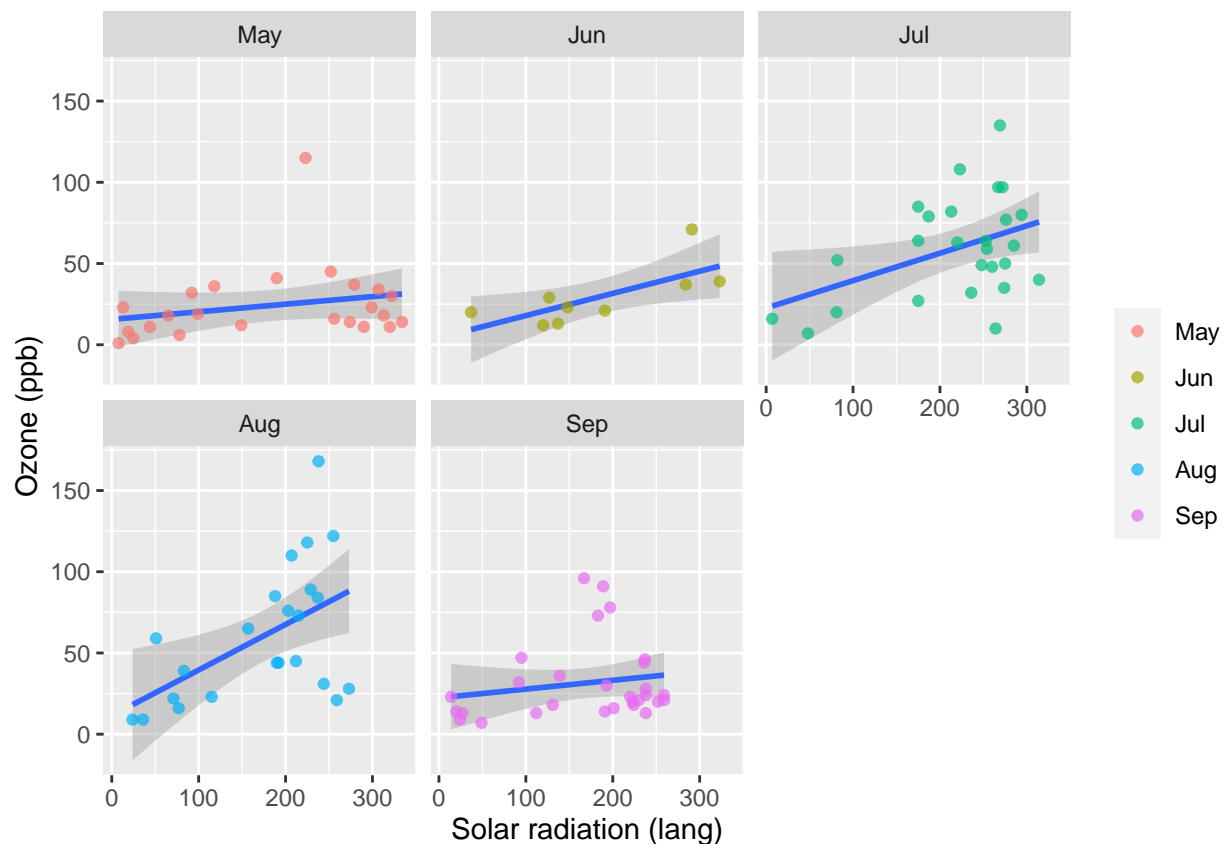 May Jun Jul
150
100
50
0
0 100 200 300
Aug Sep
150
100
50
0
0 100 200 300 0 100 200 300
Ozone (ppb)
Solar radiation (lang)
May
Jun
Jul
Aug
Sep